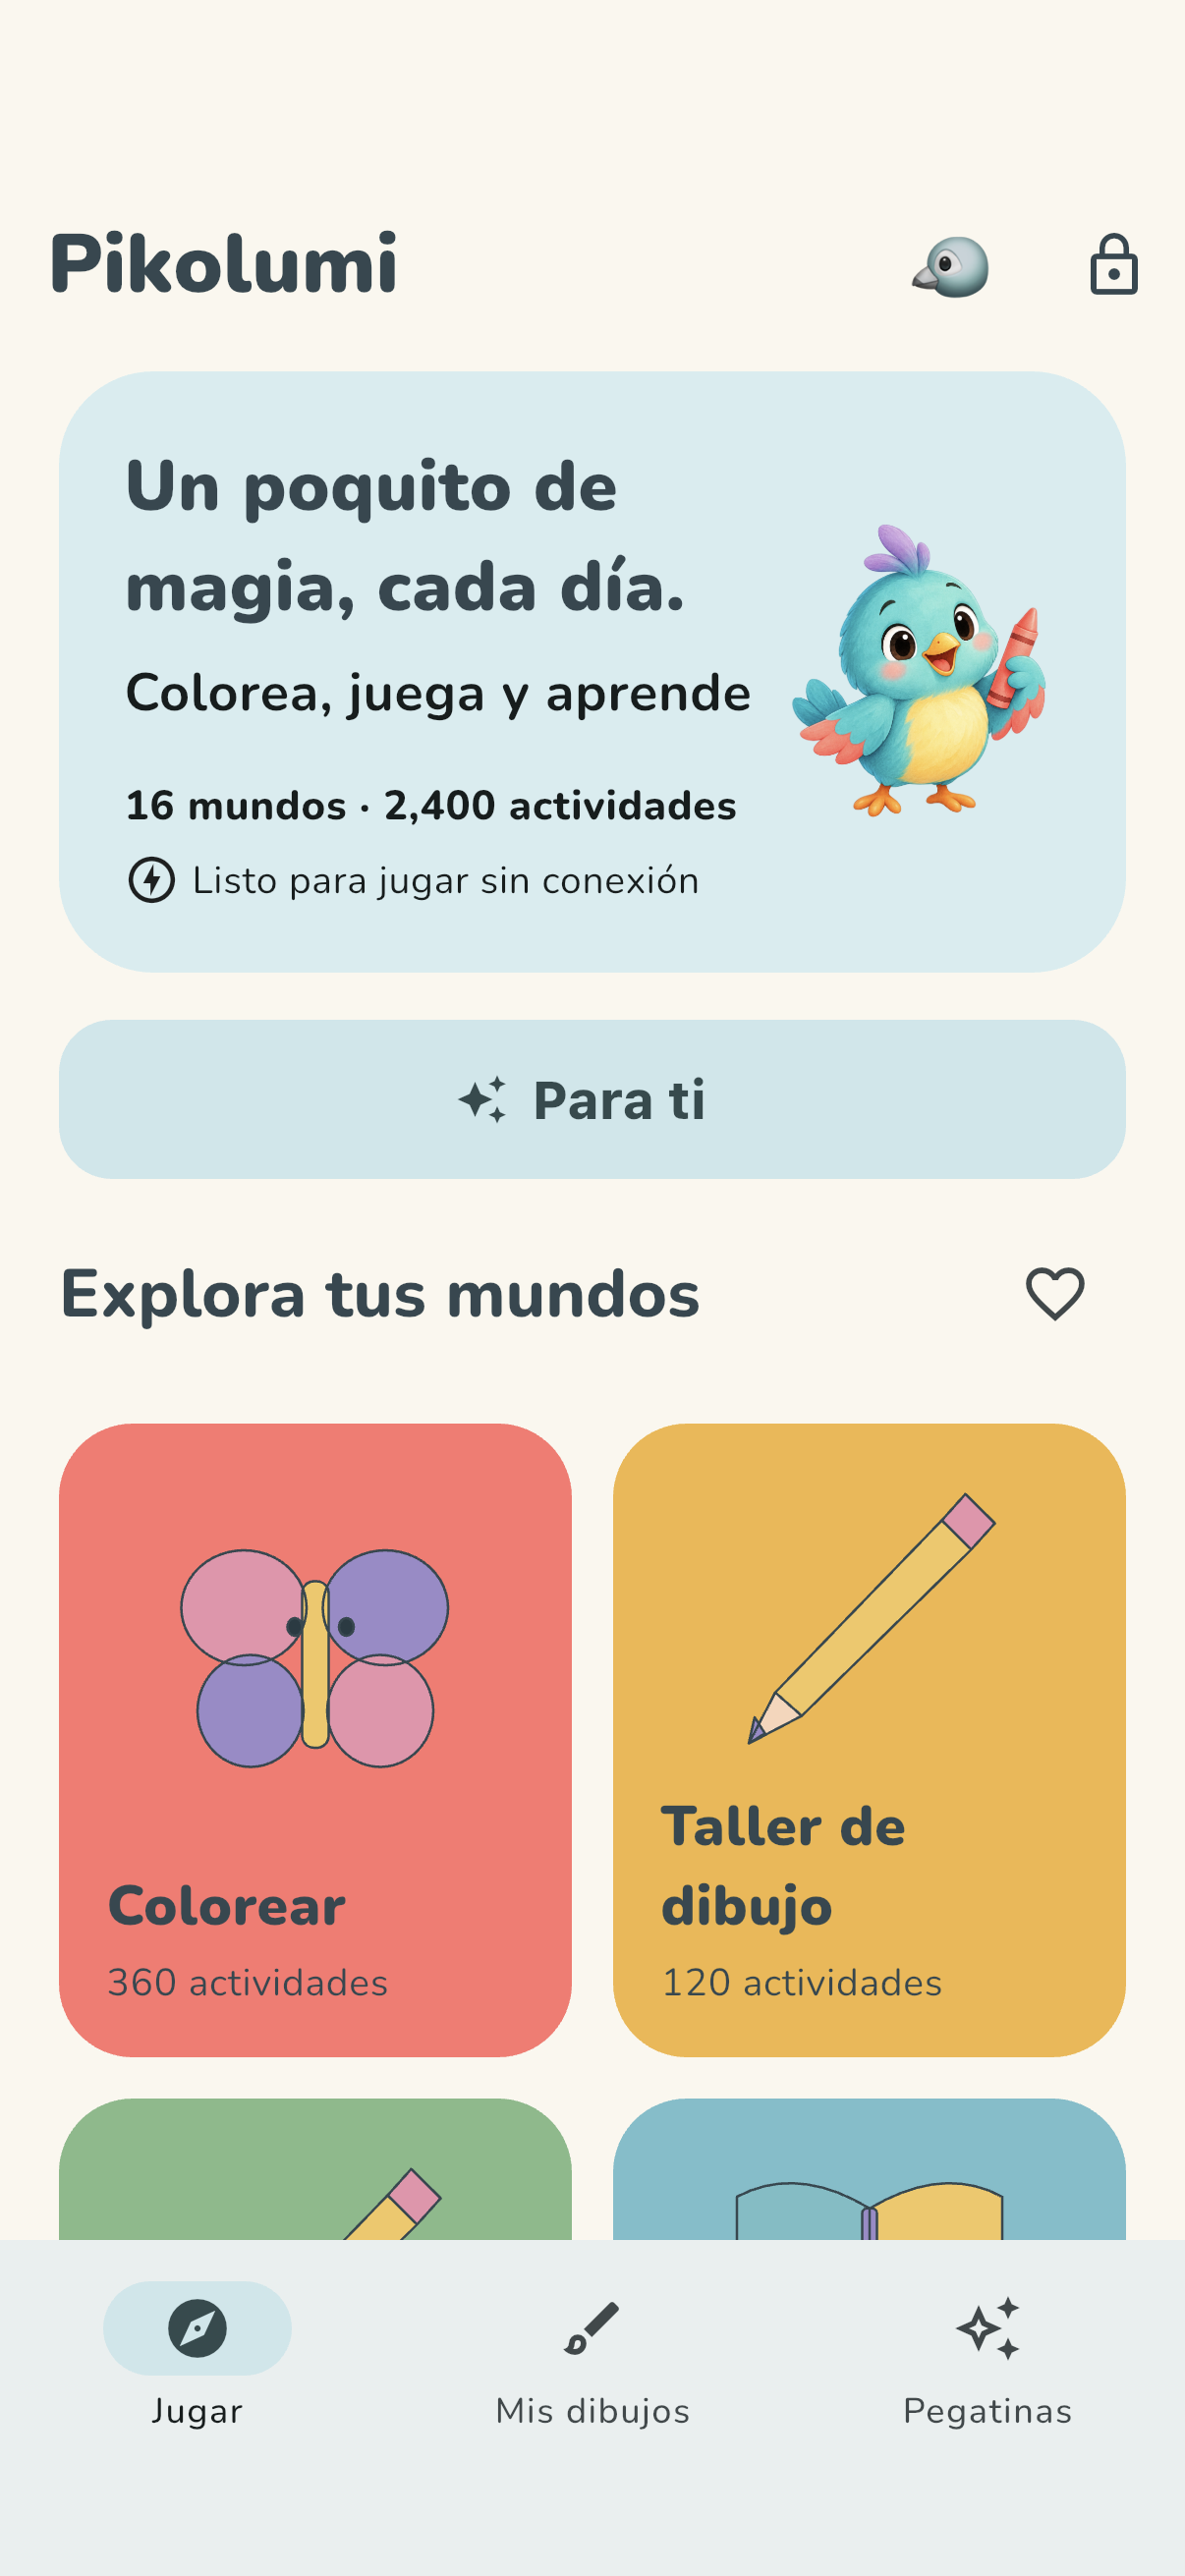 Pikolumi
Un poquito de
magia, cada día.
Colorea, juega y aprende
16 mundos · 2,400 actividades
Listo para jugar sin conexión
Para ti
Explora tus mundos
Colorear
360 actividades
Taller de
dibujo
120 actividades
Jugar
Mis dibujos
Pegatinas